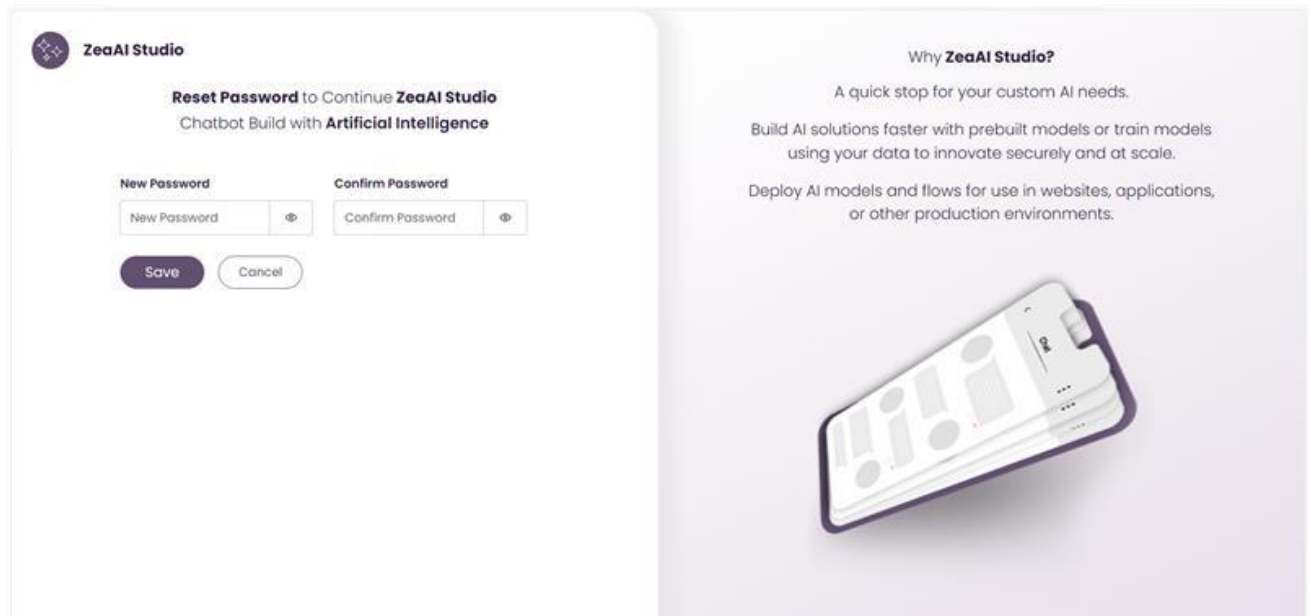 ZeaAI Studio
Reset Password to Continue ZeaAI Studio
Chatbot Build with Artificial Intelligence
New Password
Confirm Password
New Password
Confirm Password
Save
Cancel
Why ZeaAI Studio?
A quick stop for your custom AI needs.
Build AI solutions faster with prebuilt models or train models
using your data to innovate securely and at scale.
Deploy AI models and flows for use in websites, applications,
or other production environments.
Chat